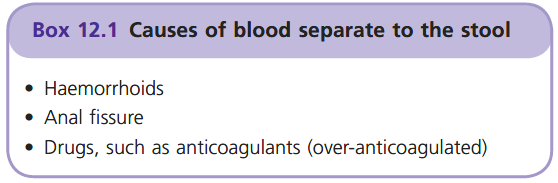 Box 12.1 Causes of blood separate to the stool
• Haemorrhoids
• Anal fissure
• Drugs, such as anticoagulants (over-anticoagulated)